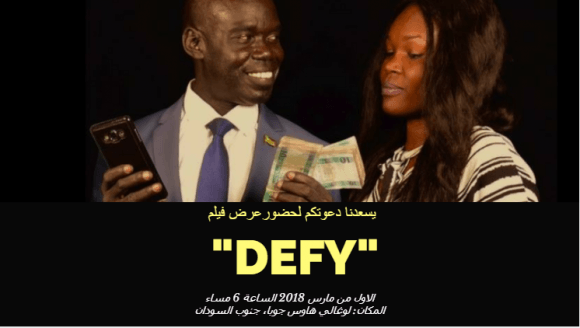 يسعدنا دعوتكم لحضور عرض فيلم
"DEFY"
الاول من مارس 2018 الساعة 6 مساء
المكان: لوغالي هاوس جوبا، جنوب السودان